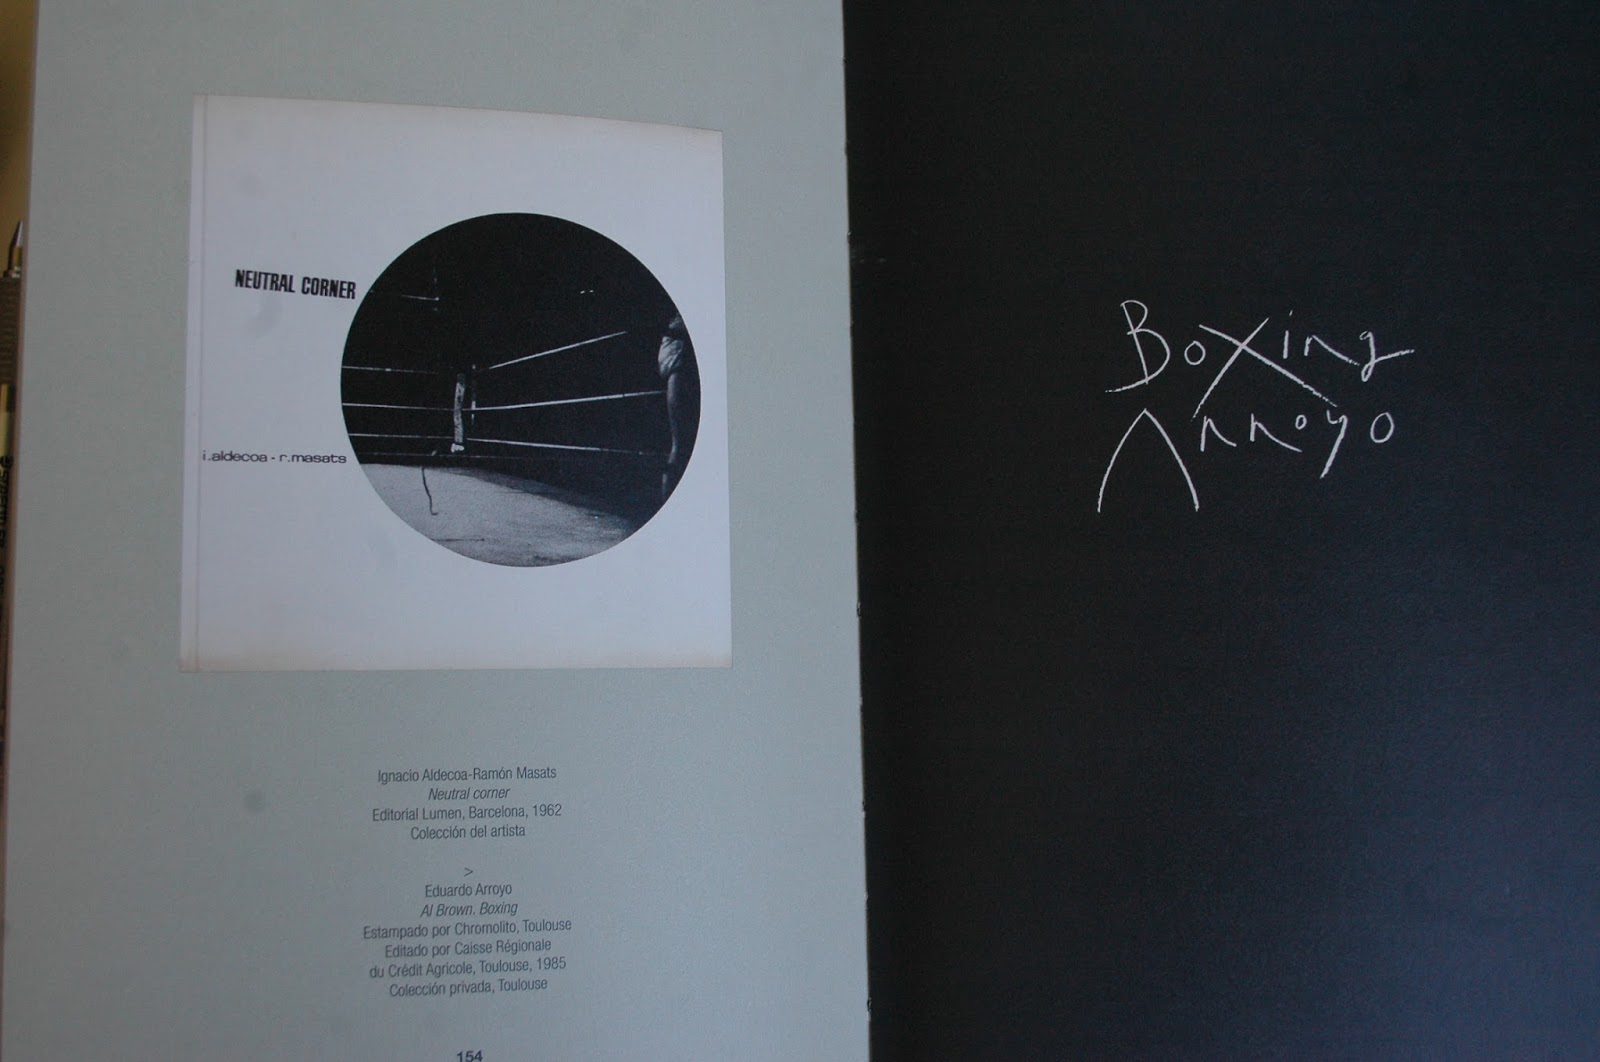 NEUTRAL CORNER
i.aldecoa - r.masats
Ignacio Aldecoa-Ramón Masats
Neutral corner
Editorial Lumen, Barcelona, 1962
Colección del artista
>
Eduardo Arroyo
Al Brown. Boxing
Estampado por Chromolito, Toulouse
Editado por Caisse Régionale
du Crédit Agricole, Toulouse, 1985
Colección privada, Toulouse
154
Boxing
Arroyo